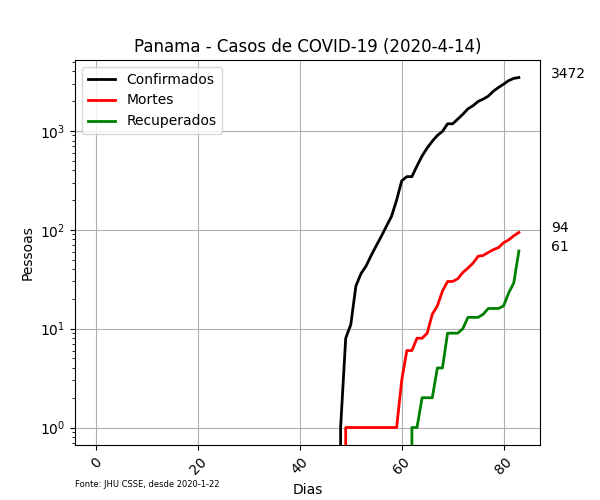 Panama - Casos de COVID-19 (2020-4-14)
Confirmados
Mortes
Recuperados
3472
94
61
10³
10²
10¹
10⁰
Pessoas
0
20
40
60
80
Dias
Fonte: JHU CSSE, desde 2020-1-22